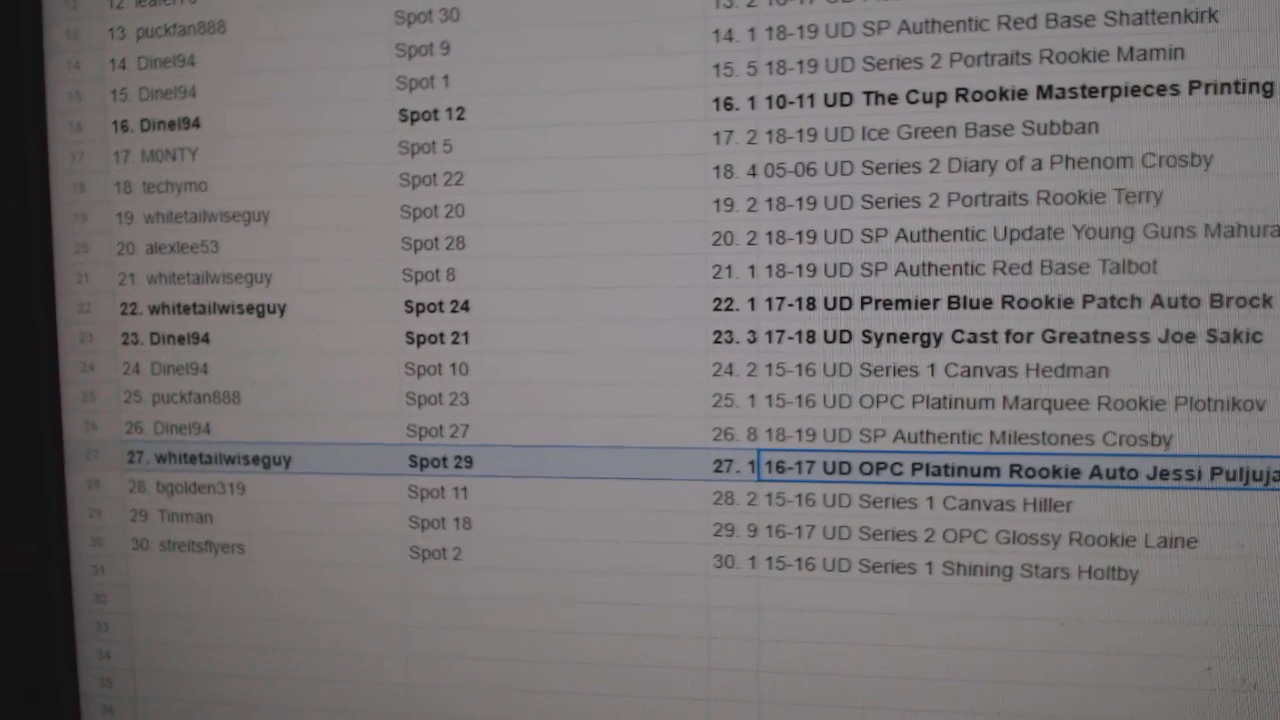 13. puckfan888 Spot 30
14. Dinel94 Spot 9 14. 1 18-19 UD SP Authentic Red Base Shattenkirk
15. Dinel94 Spot 1 15. 5 18-19 UD Series 2 Portraits Rookie Mamin
16. Dinel94 Spot 12 16. 1 10-11 UD The Cup Rookie Masterpieces Printing
17. M0NTY Spot 5 17. 2 18-19 UD Ice Green Base Subban
18. techymo Spot 22 18. 4 05-06 UD Series 2 Diary of a Phenom Crosby
19. whitetailwiseguy Spot 20 19. 2 18-19 UD Series 2 Portraits Rookie Terry
20. alexlee53 Spot 28 20. 2 18-19 UD SP Authentic Update Young Guns Mahura
21. whitetailwiseguy Spot 8 21. 1 18-19 UD SP Authentic Red Base Talbot
22. whitetailwiseguy Spot 24 22. 1 17-18 UD Premier Blue Rookie Patch Auto Brock
23. Dinel94 Spot 21 23. 3 17-18 UD Synergy Cast for Greatness Joe Sakic
24. Dinel94 Spot 10 24. 2 15-16 UD Series 1 Canvas Hedman
25. puckfan888 Spot 23 25. 1 15-16 UD OPC Platinum Marquee Rookie Plotnikov
26. Dinel94 Spot 27 26. 8 18-19 UD SP Authentic Milestones Crosby
27. whitetailwiseguy Spot 29 27. 1 16-17 UD OPC Platinum Rookie Auto Jessi Puljuja
28. bgolden319 Spot 11 28. 2 15-16 UD Series 1 Canvas Hiller
29. Tinman Spot 18 29. 9 16-17 UD Series 2 OPC Glossy Rookie Laine
30. streitsflyers Spot 2 30. 1 15-16 UD Series 1 Shining Stars Holtby
31
32
33
34
35
36